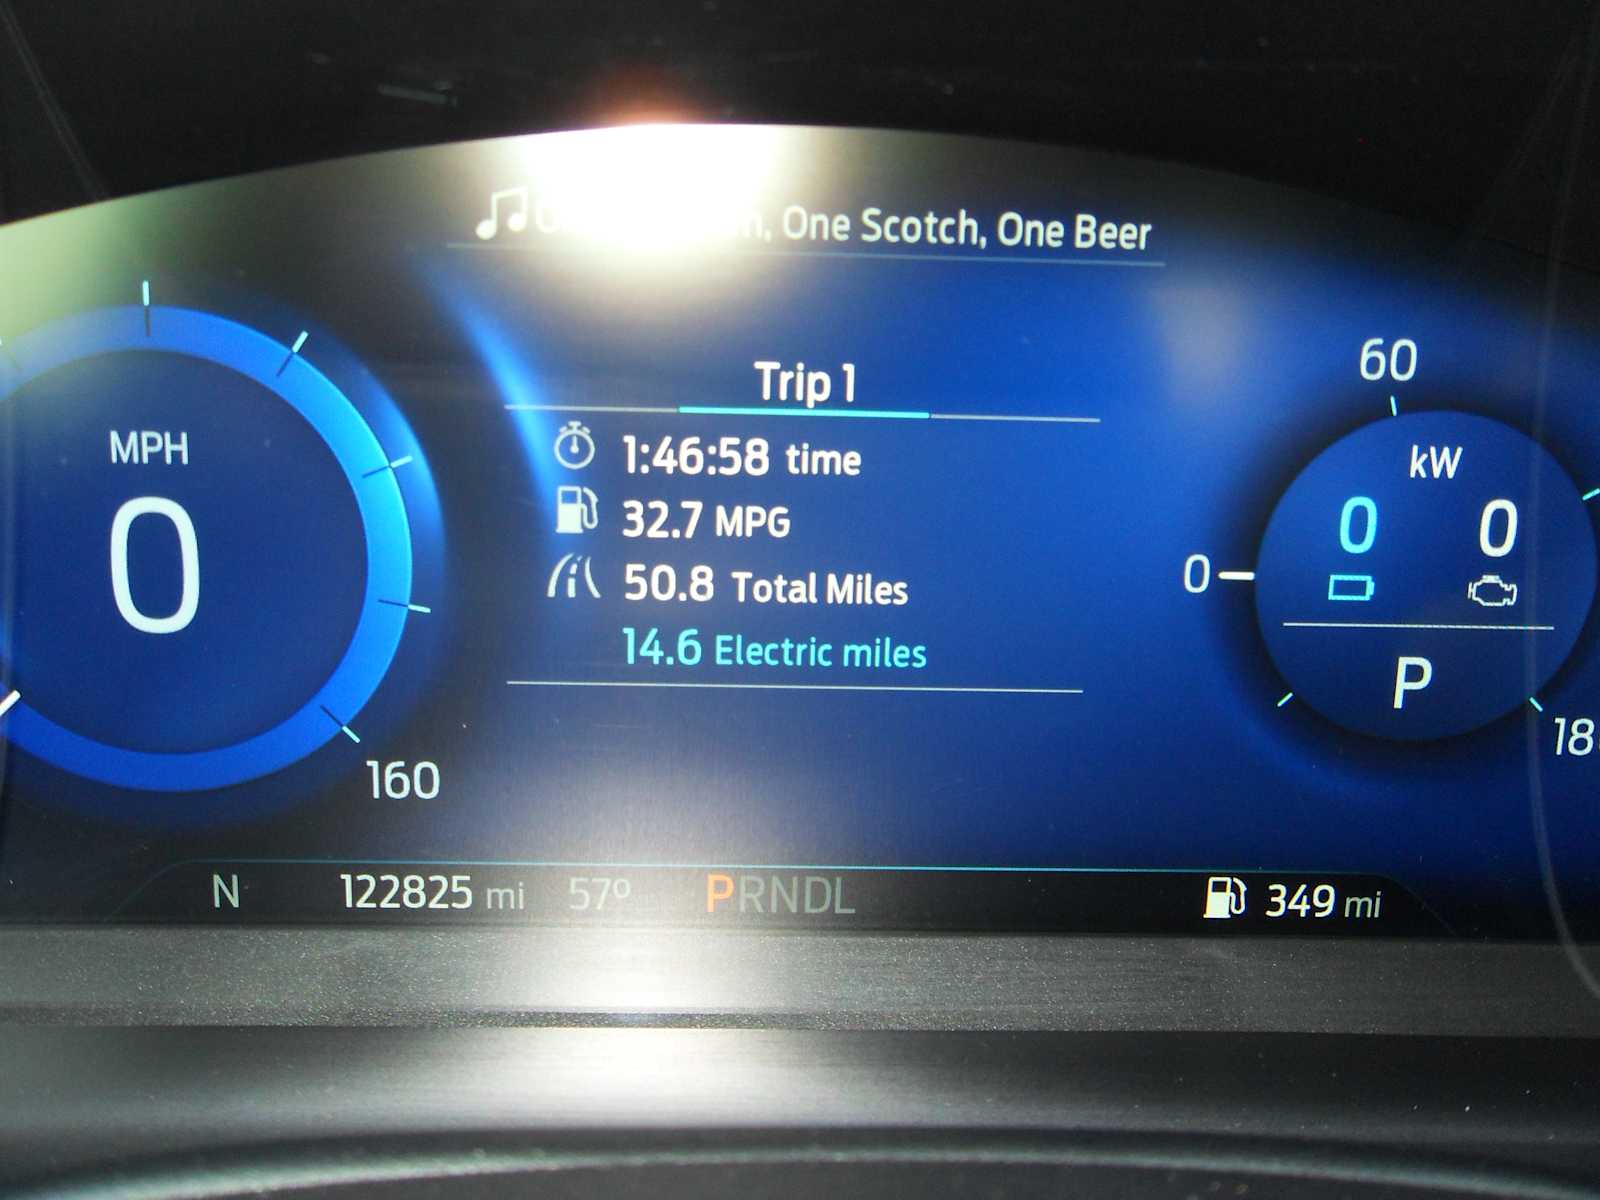 One Scotch, One Beer
Trip 1
1:46:58 time
32.7 MPG
50.8 Total Miles
14.6 Electric miles
MPH
0
160
60
kW
0 0
0
P
N 122825 mi 57º PRNDL 349 mi